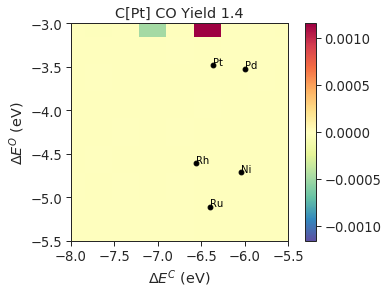 C[Pt] CO Yield 1.4
−3.0
−3.5
−4.0
−4.5
−5.0
−5.5
ΔE^O (eV)
Pt
Pd
Rh
Ni
Ru
−8.0 −7.5 −7.0 −6.5 −6.0 −5.5
ΔE^C (eV)
0.0010
0.0005
0.0000
−0.0005
−0.0010